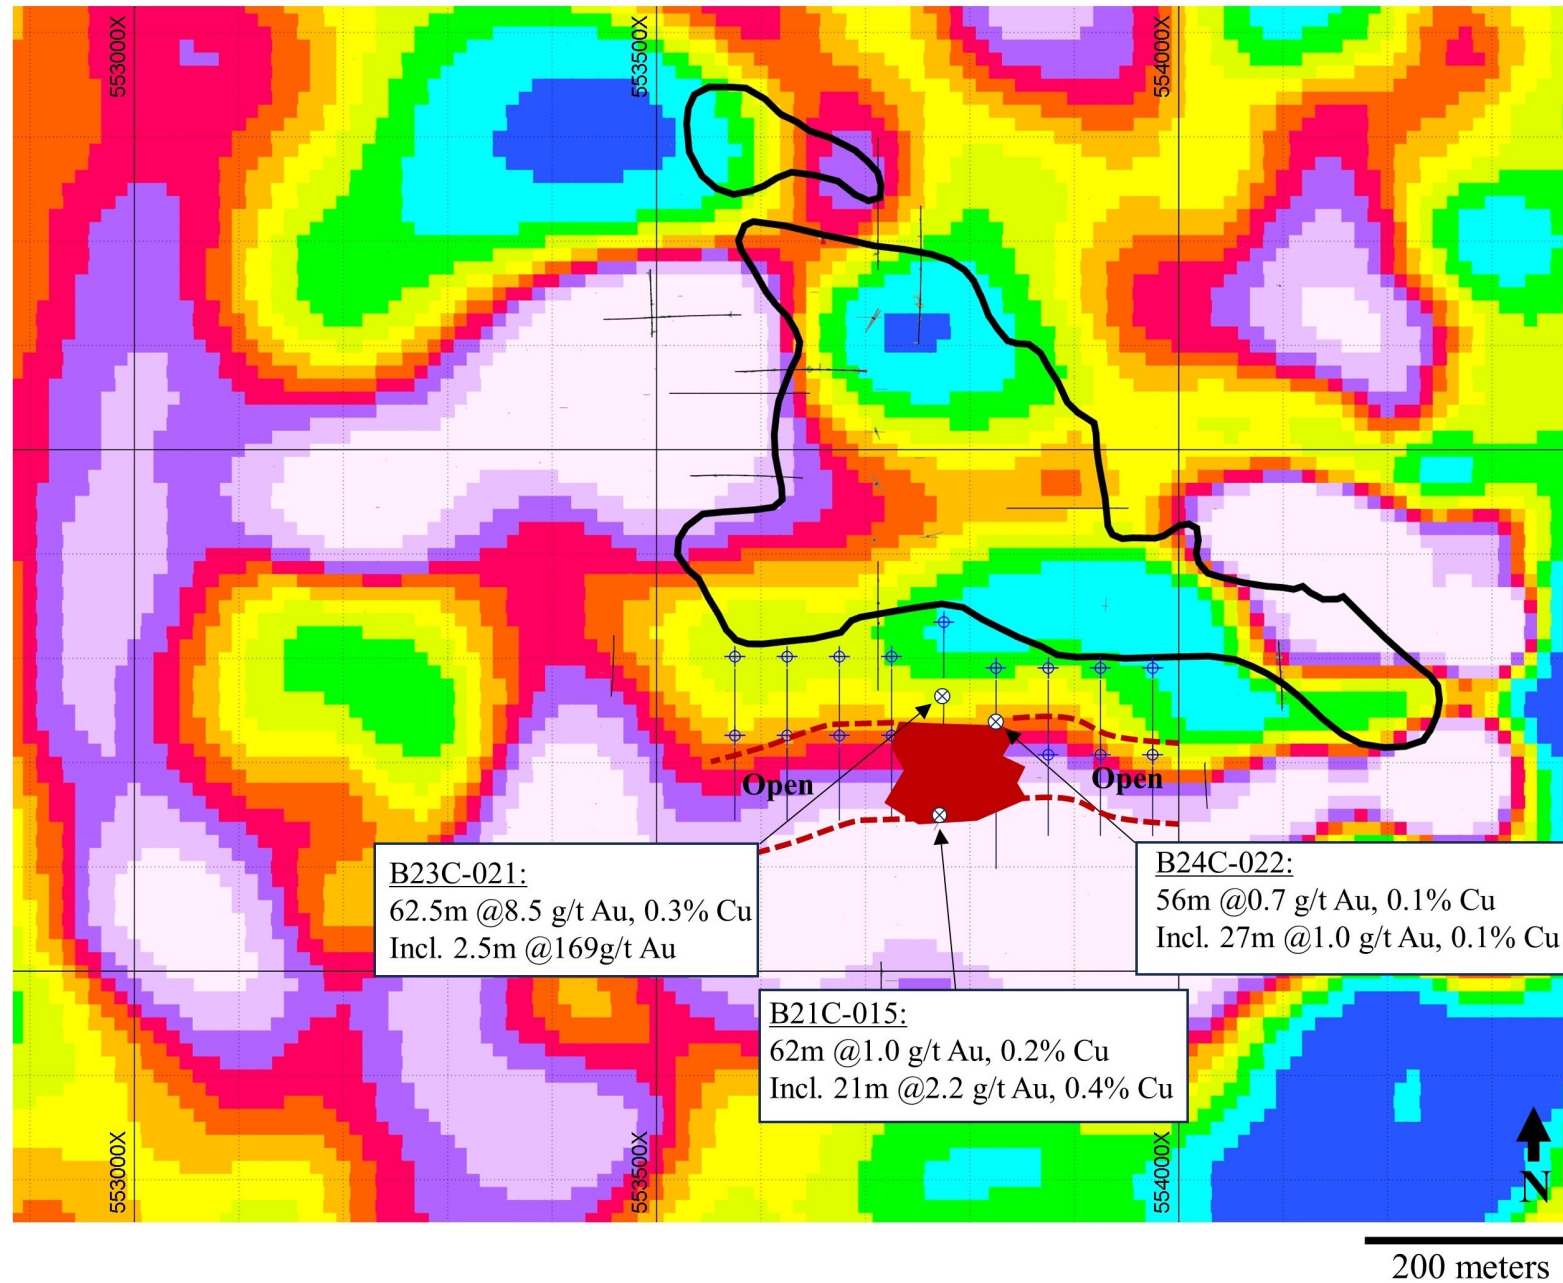 553000X
553500X
554000X
Open
Open
B23C-021:
62.5m @8.5 g/t Au, 0.3% Cu
Incl. 2.5m @169g/t Au
B24C-022:
56m @0.7 g/t Au, 0.1% Cu
Incl. 27m @1.0 g/t Au, 0.1% Cu
B21C-015:
62m @1.0 g/t Au, 0.2% Cu
Incl. 21m @2.2 g/t Au, 0.4% Cu
553000X
553500X
554000X
N
200 meters